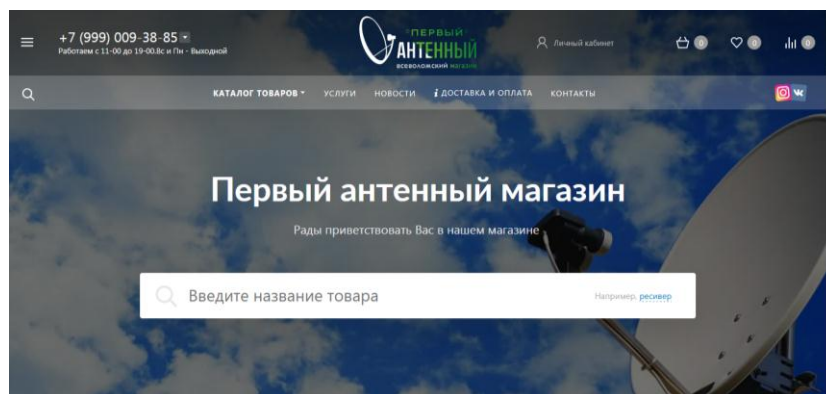 +7 (999) 009-38-85
Работаем с 11-00 до 19-00.Вс и Пн - Выходной
ПЕРВЫЙ
АНТЕННЫЙ
ВСЕВОЛОЖСКИЙ МАГАЗИН
Личный кабинет
0
0
0
КАТАЛОГ ТОВАРОВ
УСЛУГИ
НОВОСТИ
i ДОСТАВКА И ОПЛАТА
КОНТАКТЫ
Первый антенный магазин
Рады приветствовать Вас в нашем магазине
Введите название товара
Например, ресивер